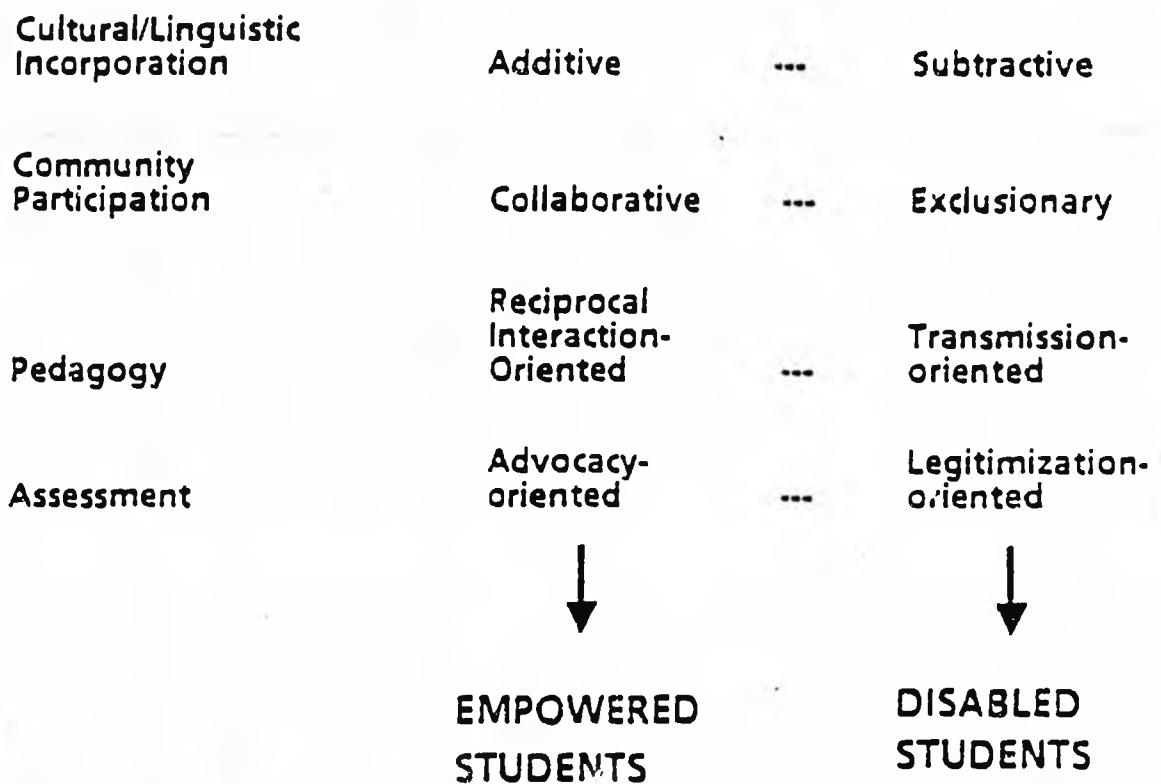 Cultural/Linguistic
Incorporation Additive --- Subtractive
Community
Participation Collaborative --- Exclusionary
Reciprocal
Interaction- Transmission-
Pedagogy Oriented --- oriented
Advocacy- Legitimization-
Assessment oriented --- oriented
EMPOWERED DISABLED
STUDENTS STUDENTS